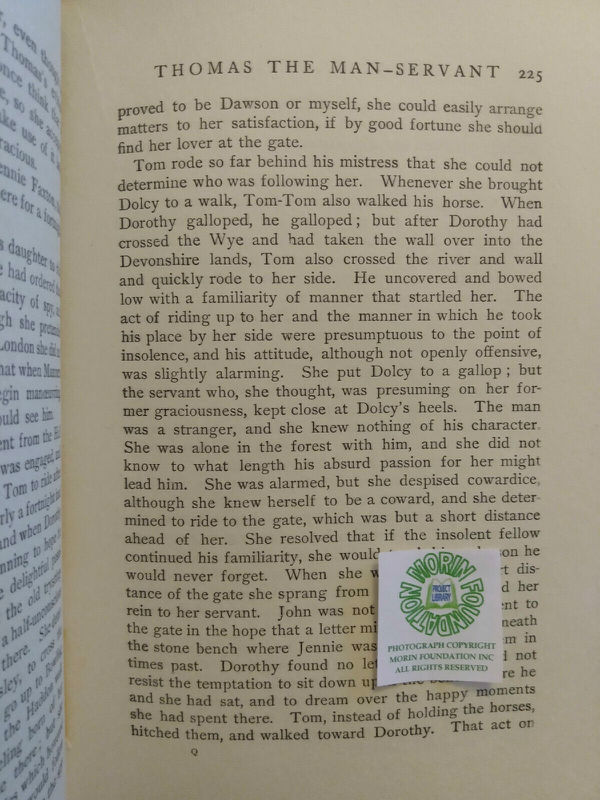 THOMAS THE MAN-SERVANT 225
proved to be Dawson or myself, she could easily arrange
matters to her satisfaction, if by good fortune she should
find her lover at the gate.
Tom rode so far behind his mistress that she could not
determine who was following her. Whenever she brought
Dolcy to a walk, Tom-Tom also walked his horse. When
Dorothy galloped, he galloped; but after Dorothy had
crossed the Wye and had taken the wall over into the
Devonshire lands, Tom also crossed the river and wall
and quickly rode to her side. He uncovered and bowed
low with a familiarity of manner that startled her. The
act of riding up to her and the manner in which he took
his place by her side were presumptuous to the point of
insolence, and his attitude, although not openly offensive,
was slightly alarming. She put Dolcy to a gallop; but
the servant who, she thought, was presuming on her for-
mer graciousness, kept close at Dolcy's heels. The man
was a stranger, and she knew nothing of his character.
She was alone in the forest with him, and she did not
know to what length his absurd passion for her might
lead him. She was alarmed, but she despised cowardice,
although she knew herself to be a coward, and she deter-
mined to ride to the gate, which was but a short distance
ahead of her. She resolved that if the insolent fellow
continued his familiarity, she would he
would never forget. When she dis-
tance of the gate she sprang from her
rein to her servant. John was not to
the gate in the hope that a letter
the stone bench where Jennie was in
times past. Dorothy found no not
resist the temptation to sit down he
and she had sat, and to dream over the happy moments
she had spent there. Tom, instead of holding the horses,
hitched them, and walked toward Dorothy. That act on
Q
MORIN FOUNDATION
PROJECT
LIBRARY
PHOTOGRAPH COPYRIGHT
MORIN FOUNDATION INC
ALL RIGHTS RESERVED